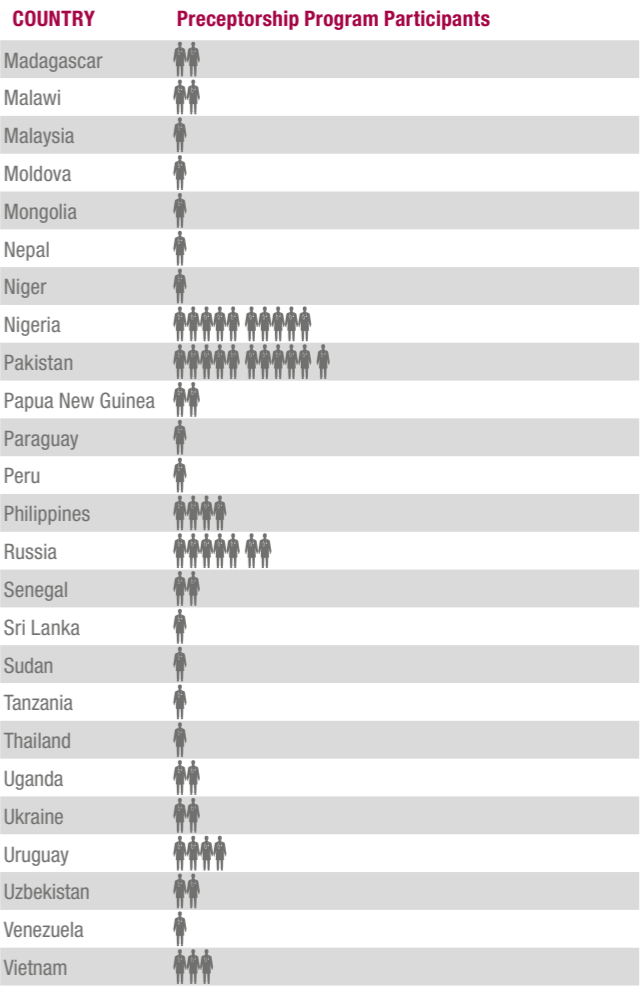 COUNTRY Preceptorship Program Participants
Madagascar
Malawi
Malaysia
Moldova
Mongolia
Nepal
Niger
Nigeria
Pakistan
Papua New Guinea
Paraguay
Peru
Philippines
Russia
Senegal
Sri Lanka
Sudan
Tanzania
Thailand
Uganda
Ukraine
Uruguay
Uzbekistan
Venezuela
Vietnam